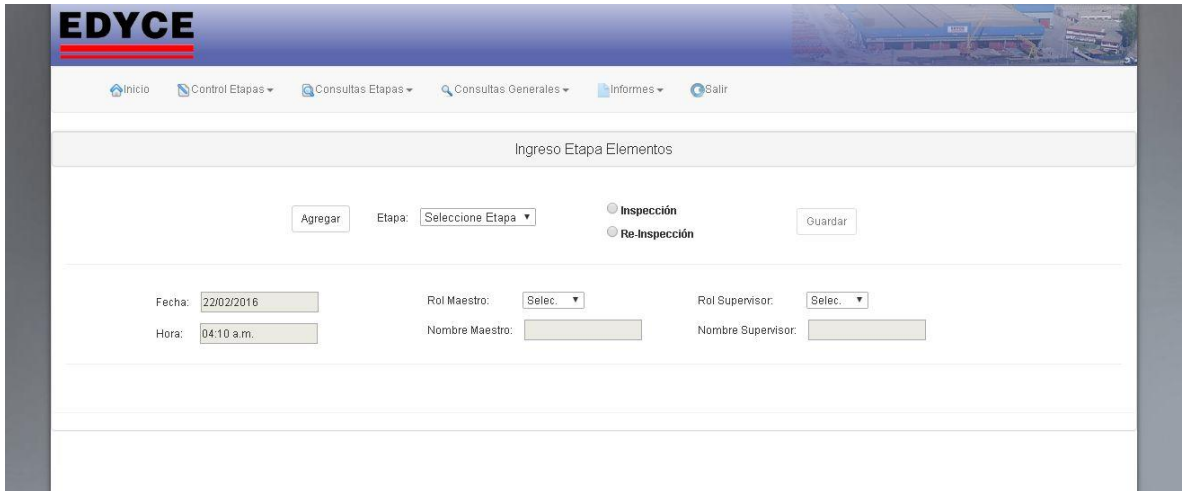 EDYCE
Inicio Control Etapas Consultas Etapas Consultas Generales Informes Salir
Ingreso Etapa Elementos
Agregar Etapa: Seleccione Etapa Inspección Guardar
Re-Inspección
Fecha: 22/02/2016 Rol Maestro: Selec. Rol Supervisor: Selec.
Hora: 04:10 a.m. Nombre Maestro: Nombre Supervisor: